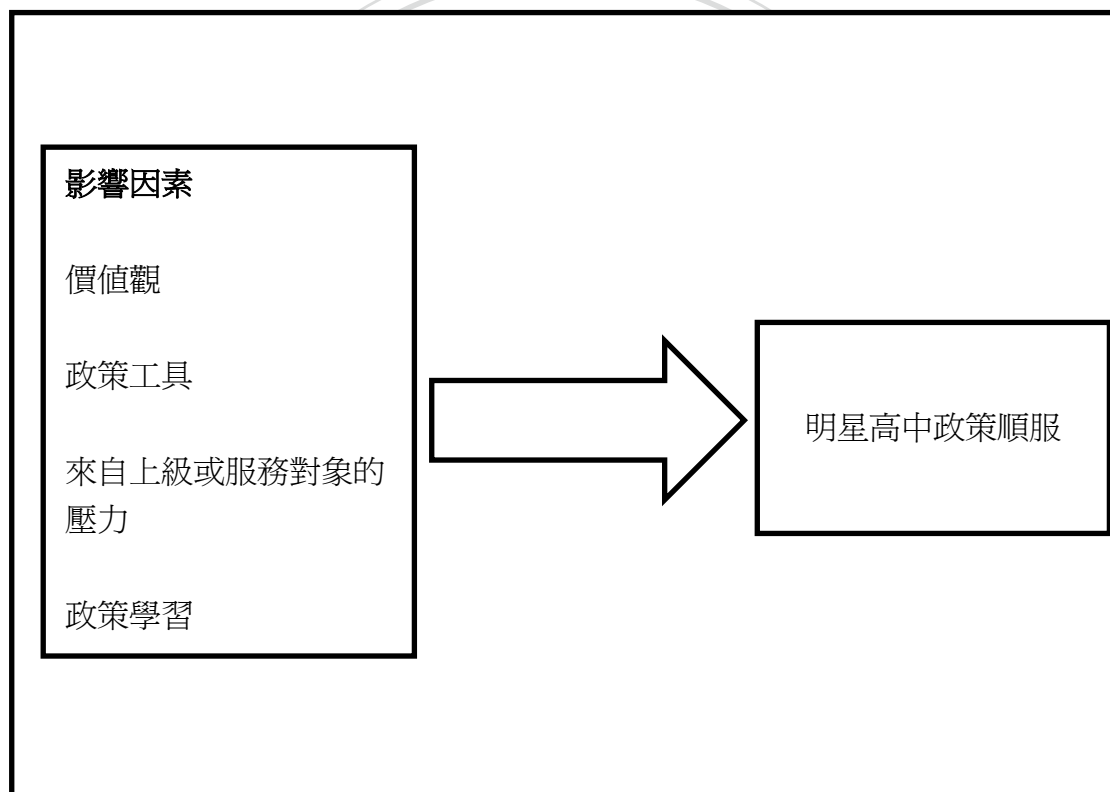 影響因素
價值觀
政策工具
來自上級或服務對象的
壓力
政策學習
明星高中政策順服